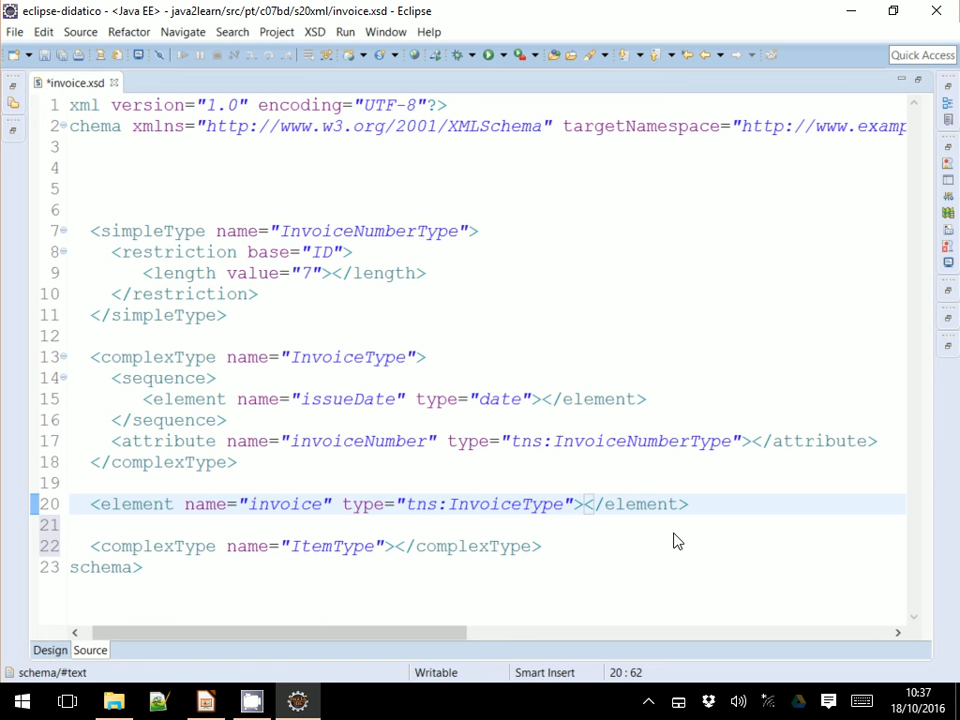 eclipse-didatico - <Java EE> - java2learn/src/pt/c07bd/s20xml/invoice.xsd - Eclipse
File Edit Source Refactor Navigate Search Project XSD Run Window Help
Quick Access
*invoice.xsd
1 xml version="1.0" encoding="UTF-8"?>
2 chema xmlns="http://www.w3.org/2001/XMLSchema" targetNamespace="http://www.examp
3
4
5
6
7 <simpleType name="InvoiceNumberType">
8 <restriction base="ID">
9 <length value="7"></length>
10 </restriction>
11 </simpleType>
12
13 <complexType name="InvoiceType">
14 <sequence>
15 <element name="issueDate" type="date"></element>
16 </sequence>
17 <attribute name="invoiceNumber" type="tns:InvoiceNumberType"></attribute>
18 </complexType>
19
20 <element name="invoice" type="tns:InvoiceType"></element>
21
22 <complexType name="ItemType"></complexType>
23 schema>
Design Source
schema/#text Writable Smart Insert 20 : 62
10:37
18/10/2016